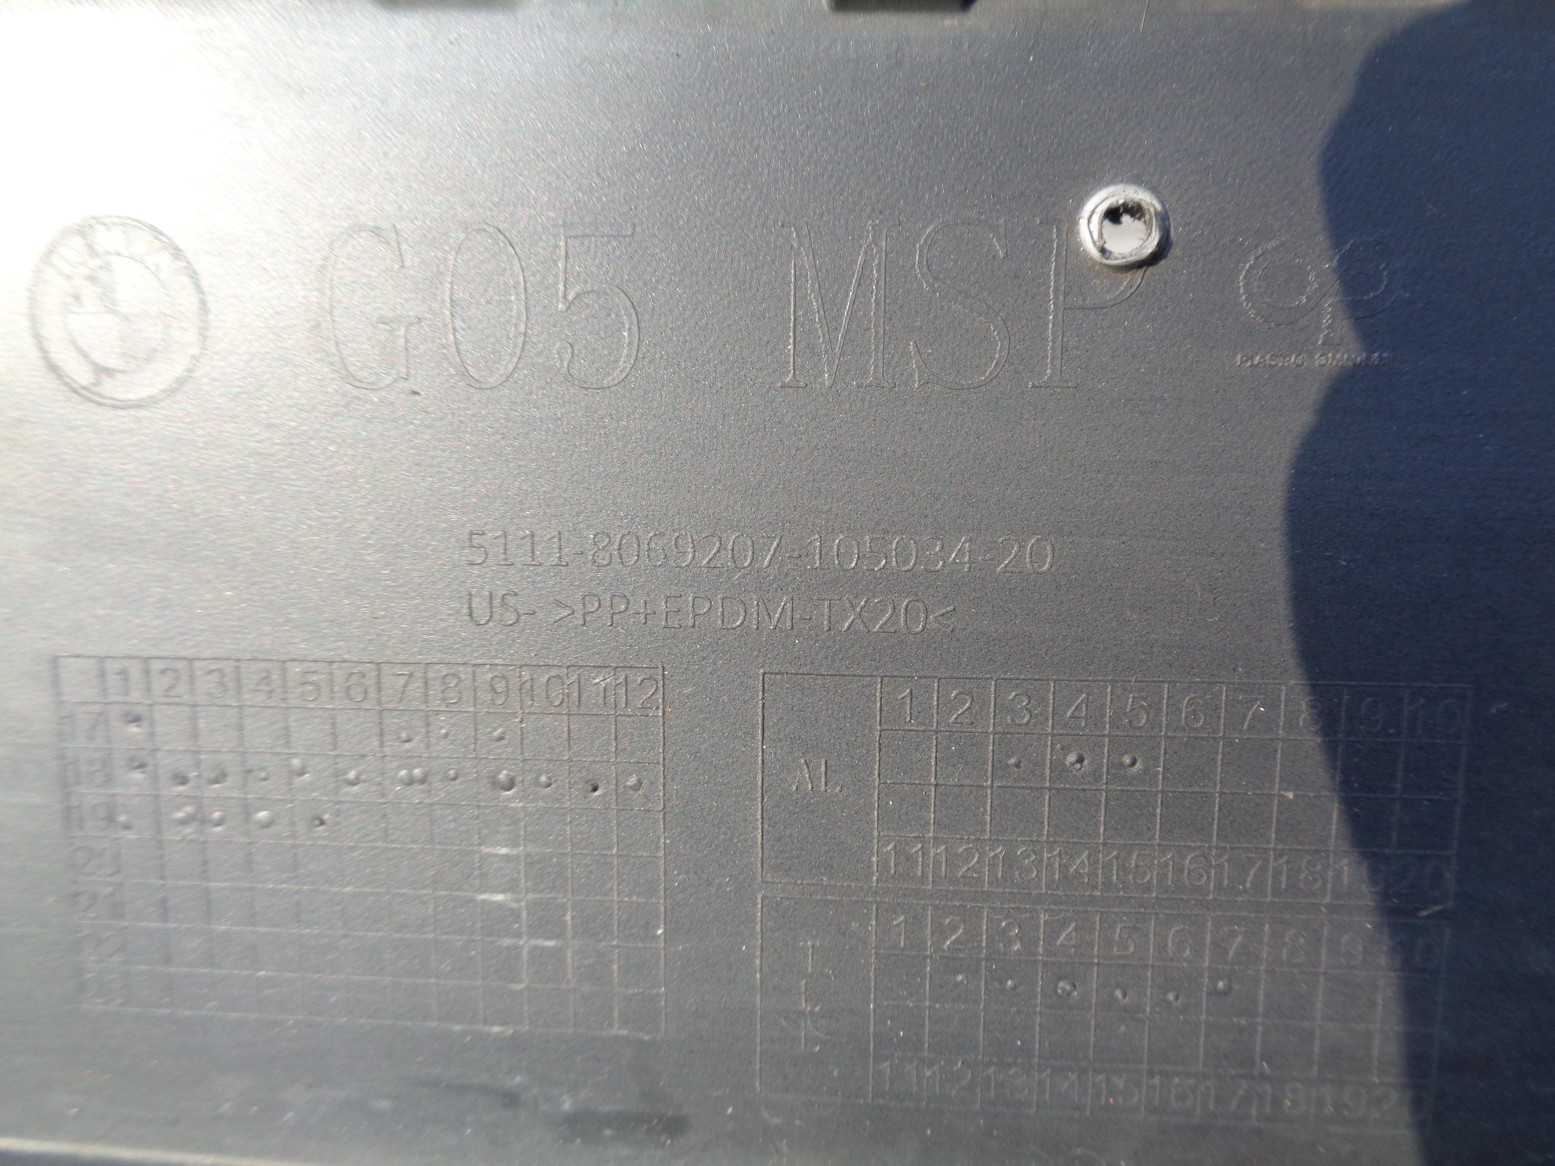 G05 MSP
5111-8069207-105034-20
US- >PP+EPDM-TX20<
1 2 3 4 5 6 7 8 9 10 11 12
17
18
19
20
21
22
23
AL
1 2 3 4 5 6 7 8 9 10
11 12 13 14 15 16 17 18 19 20
1 2 3 4 5 6 7 8 9 10
11 12 13 14 15 16 17 18 19 20